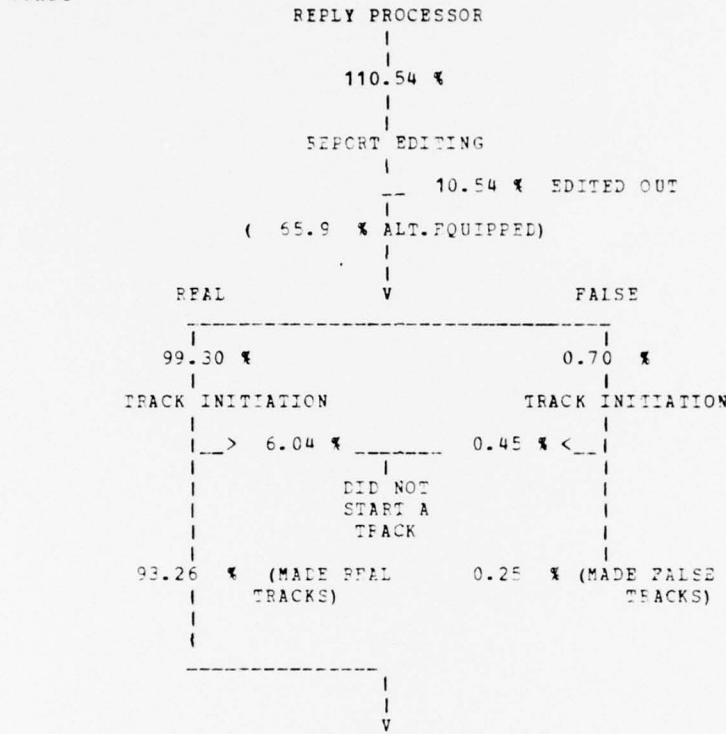 REPLY PROCESSOR
110.54 %
REPORT EDITING
10.54 % EDITED OUT
( 65.9 % ALT.EQUIPPED)
REAL V FALSE
99.30 % 0.70 %
TRACK INITIATION TRACK INITIATION
> 6.04 % 0.45 % <
DID NOT
START A
TRACK
93.26 % (MADE REAL 0.25 % (MADE FALSE
TRACKS) TRACKS)
V